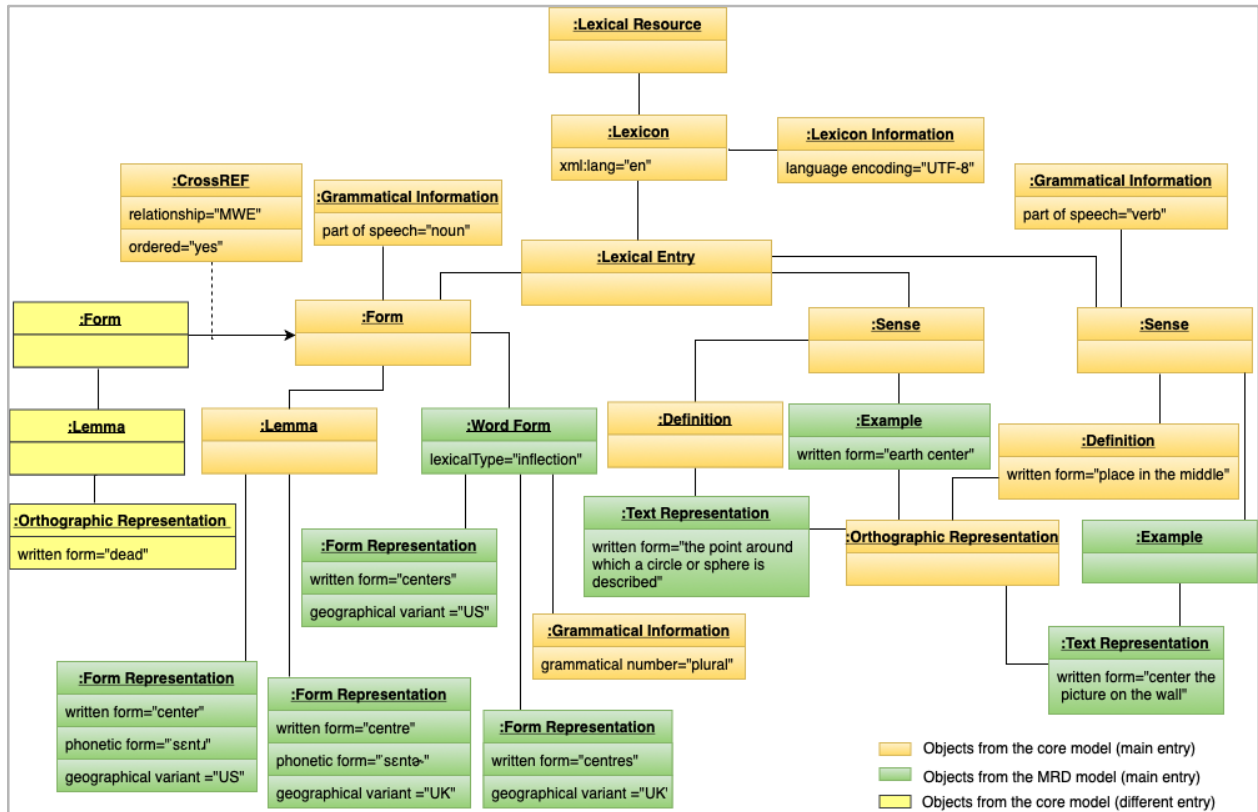 :Lexical Resource
:Lexicon
xml:lang="en"
:Lexicon Information
language encoding="UTF-8"
:CrossREF
relationship="MWE"
ordered="yes"
:Grammatical Information
part of speech="noun"
:Grammatical Information
part of speech="verb"
:Lexical Entry
:Form
:Form
:Sense
:Sense
:Lemma
:Lemma
:Word Form
lexicalType="inflection"
:Definition
:Example
written form="earth center"
:Definition
written form="place in the middle"
:Orthographic Representation
written form="dead"
:Form Representation
written form="centers"
geographical variant ="US"
:Text Representation
written form="the point around
which a circle or sphere is
described"
:Orthographic Representation
:Example
:Grammatical Information
grammatical number="plural"
:Text Representation
written form="center the
picture on the wall"
:Form Representation
written form="center"
phonetic form="ˈsɛntɹ"
geographical variant ="US"
:Form Representation
written form="centre"
phonetic form="ˈsɛntɚ"
geographical variant ="UK"
:Form Representation
written form="centres"
geographical variant ="UK'
Objects from the core model (main entry)
Objects from the MRD model (main entry)
Objects from the core model (different entry)